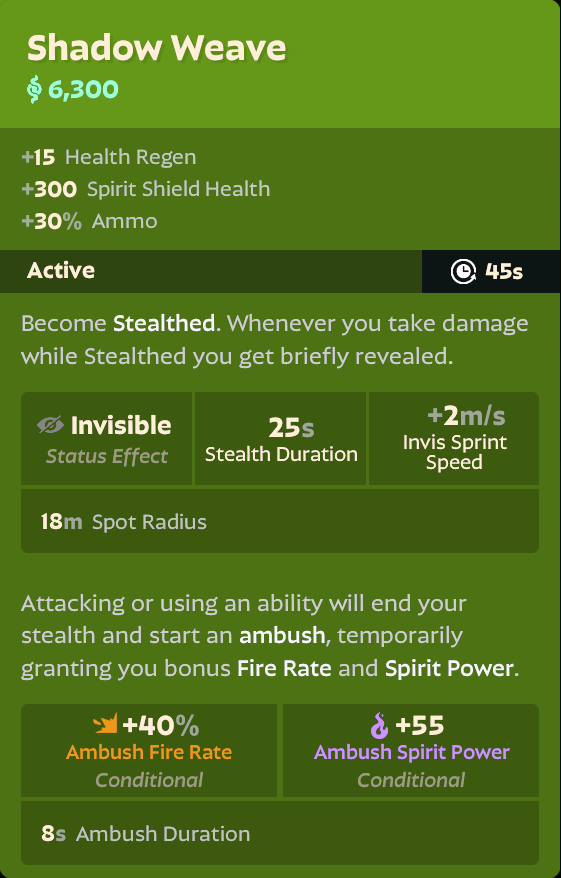 Shadow Weave
6,300
+15 Health Regen
+300 Spirit Shield Health
+30% Ammo
Active 45s
Become Stealthed. Whenever you take damage
while Stealthed you get briefly revealed.
Invisible
Status Effect
25s
Stealth Duration
+2m/s
Invis Sprint
Speed
18m Spot Radius
Attacking or using an ability will end your
stealth and start an ambush, temporarily
granting you bonus Fire Rate and Spirit Power.
+40%
Ambush Fire Rate
Conditional
+55
Ambush Spirit Power
Conditional
8s Ambush Duration